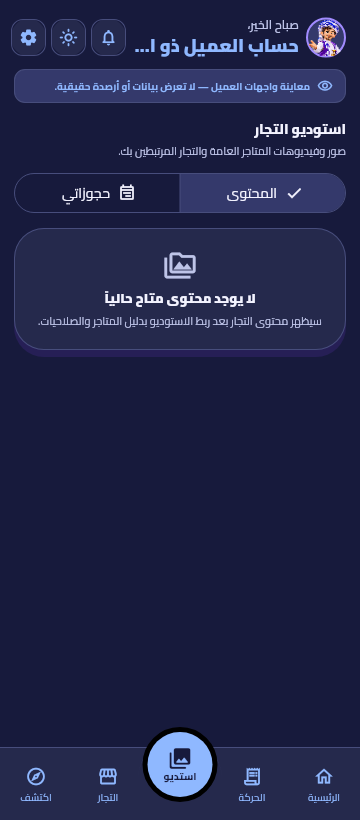 صباح الخير،
حساب العميل ذو ا...
معاينة واجهات العميل — لا تعرض بيانات أو أرصدة حقيقية.
استوديو التجار
صور وفيديوهات المتاجر العامة والتجار المرتبطين بك.
المحتوى
حجوزاتي
لا يوجد محتوى متاح حالياً
سيظهر محتوى التجار بعد ربط الاستوديو بدليل المتاجر والصلاحيات.
الرئيسية
الحركة
استديو
التجار
اكتشف